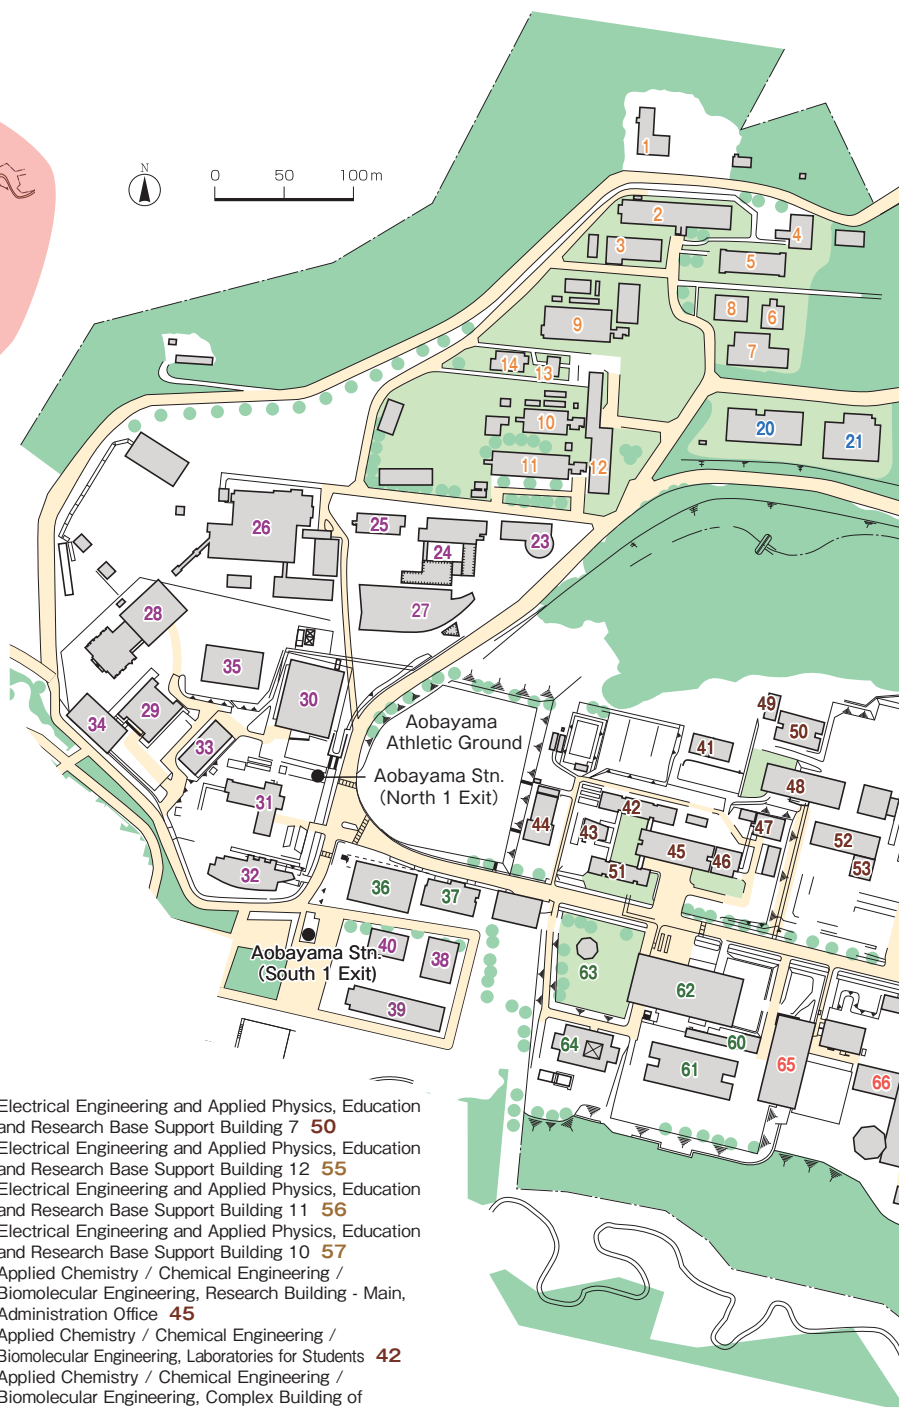 1
N
0 50 100m
2
4
3
5
8
6
9
7
14
13
10
20
21
11
12
25
23
26
24
27
28
35
30
49
29
34
50
Aobayama
Athletic Ground
33
41
Aobayama Stn.
(North 1 Exit)
48
31
42
44
43
47
52
45
46
53
51
32
36
37
Aobayama Stn.
(South 1 Exit)
40
38
63
62
39
64
60
61
65
66
Electrical Engineering and Applied Physics, Education
and Research Base Support Building 7 50
Electrical Engineering and Applied Physics, Education
and Research Base Support Building 12 55
Electrical Engineering and Applied Physics, Education
and Research Base Support Building 11 56
Electrical Engineering and Applied Physics, Education
and Research Base Support Building 10 57
Applied Chemistry / Chemical Engineering /
Biomolecular Engineering, Research Building - Main,
Administration Office 45
Applied Chemistry / Chemical Engineering /
Biomolecular Engineering, Laboratories for Students 42
Applied Chemistry / Chemical Engineering /
Biomolecular Engineering, Complex Building of